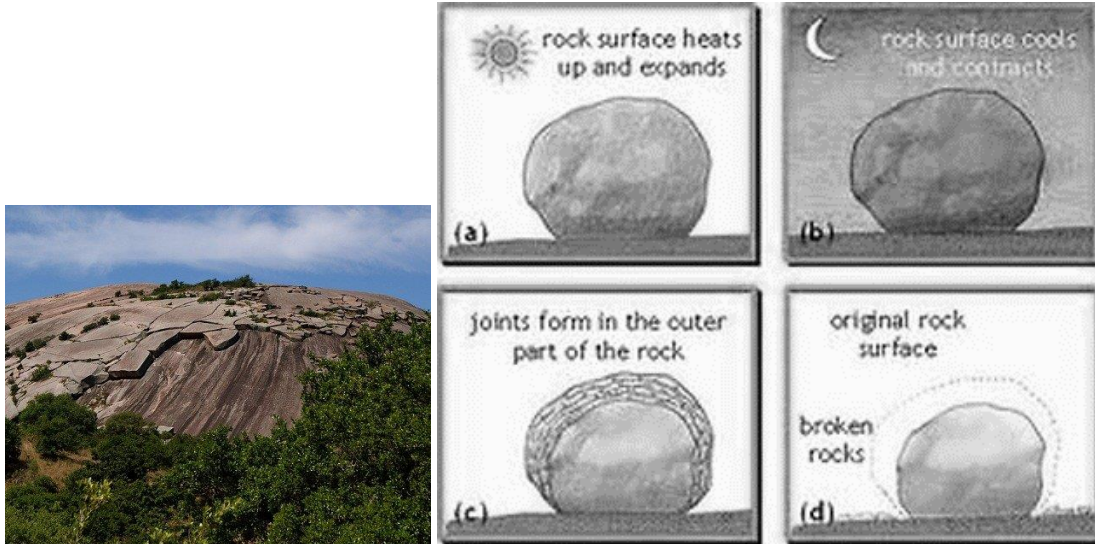 rock surface heats
up and expands
(a)
rock surface cools
and contracts
(b)
joints form in the outer
part of the rock
(c)
original rock
surface
broken
rocks
(d)